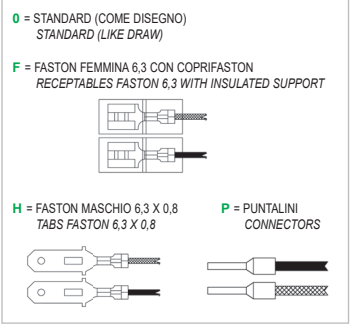 0 = STANDARD (COME DISEGNO)
STANDARD (LIKE DRAW)
F = FASTON FEMMINA 6,3 CON COPRIFASTON
RECEPTABLES FASTON 6,3 WITH INSULATED SUPPORT
H = FASTON MASCHIO 6,3 X 0,8
TABS FASTON 6,3 X 0,8
P = PUNTALINI
CONNECTORS